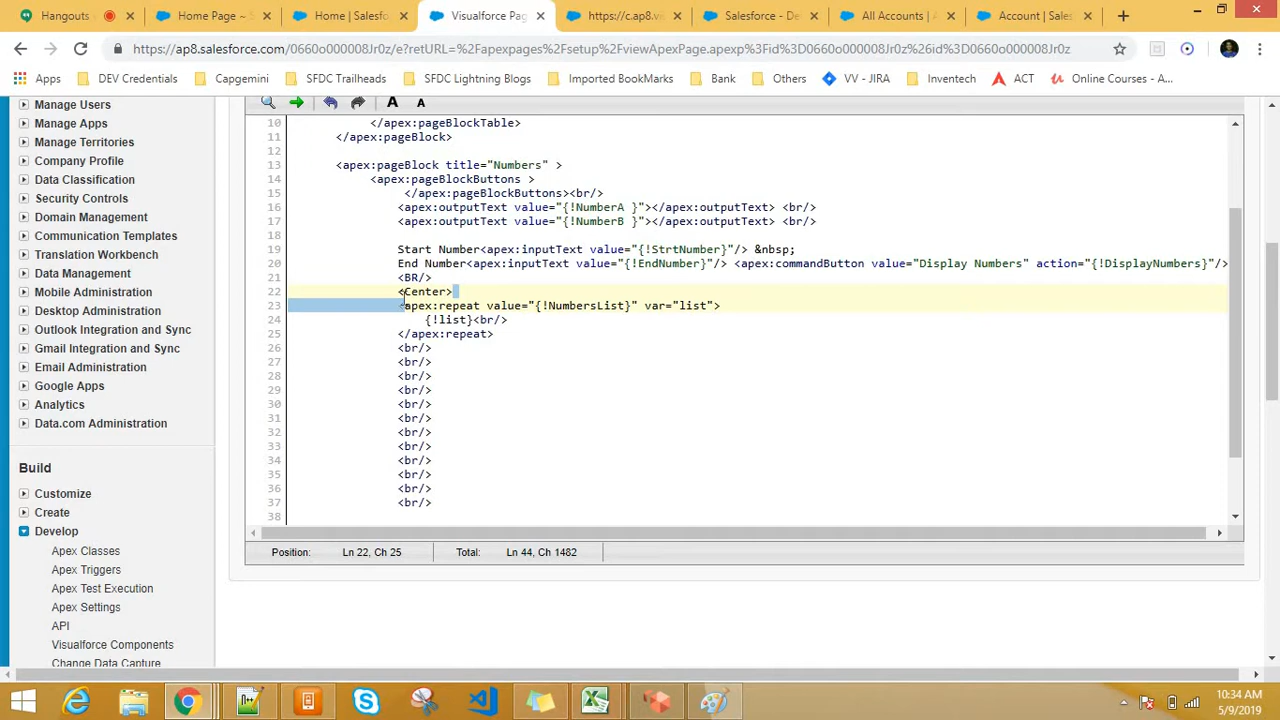 Hangouts
Home Page ~ S
Home | Salesfo
Visualforce Pag
https://c.ap8.vi
Salesforce - De
All Accounts | A
Account | Sales
https://ap8.salesforce.com/0660o000008Jr0z/e?retURL=%2Fapexpages%2Fsetup%2FviewApexPage.apexp%3Fid%3D0660o000008Jr0z%26id%3D0660o000008Jr0z
Apps
DEV Credentials
Capgemini
SFDC Trailheads
SFDC Lightning Blogs
Imported BookMarks
Bank
Others
VV - JIRA
Inventech
ACT
Online Courses - A...
Manage Users
Manage Apps
Manage Territories
Company Profile
Data Classification
Security Controls
Domain Management
Communication Templates
Translation Workbench
Data Management
Mobile Administration
Desktop Administration
Outlook Integration and Sync
Gmail Integration and Sync
Email Administration
Google Apps
Analytics
Data.com Administration
Build
Customize
Create
Develop
Apex Classes
Apex Triggers
Apex Test Execution
Apex Settings
API
Visualforce Components
Change Data Capture
A A
10 </apex:pageBlockTable>
11 </apex:pageBlock>
12
13 <apex:pageBlock title="Numbers" >
14 <apex:pageBlockButtons >
15 </apex:pageBlockButtons><br/>
16 <apex:outputText value="{!NumberA }"></apex:outputText> <br/>
17 <apex:outputText value="{!NumberB }"></apex:outputText> <br/>
18
19 Start Number<apex:inputText value="{!StrtNumber}"/> &nbsp;
20 End Number<apex:inputText value="{!EndNumber}"/> <apex:commandButton value="Display Numbers" action="{!DisplayNumbers}"/>
21 <BR/>
22 <Center>
23 <apex:repeat value="{!NumbersList}" var="list">
24 {!list}<br/>
25 </apex:repeat>
26 <br/>
27 <br/>
28 <br/>
29 <br/>
30 <br/>
31 <br/>
32 <br/>
33 <br/>
34 <br/>
35 <br/>
36 <br/>
37 <br/>
38
Position: Ln 22, Ch 25 Total: Ln 44, Ch 1482
10:34 AM
5/9/2019